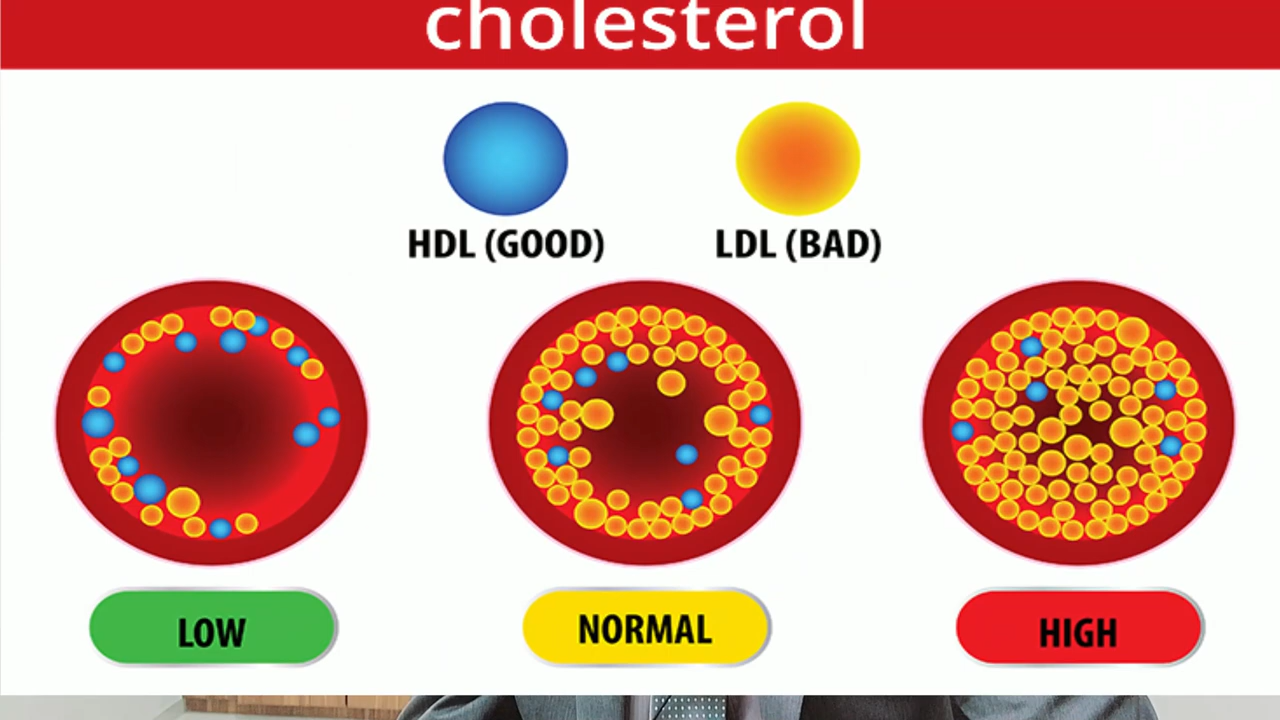 cholesterol
HDL (GOOD)
LDL (BAD)
LOW
NORMAL
HIGH